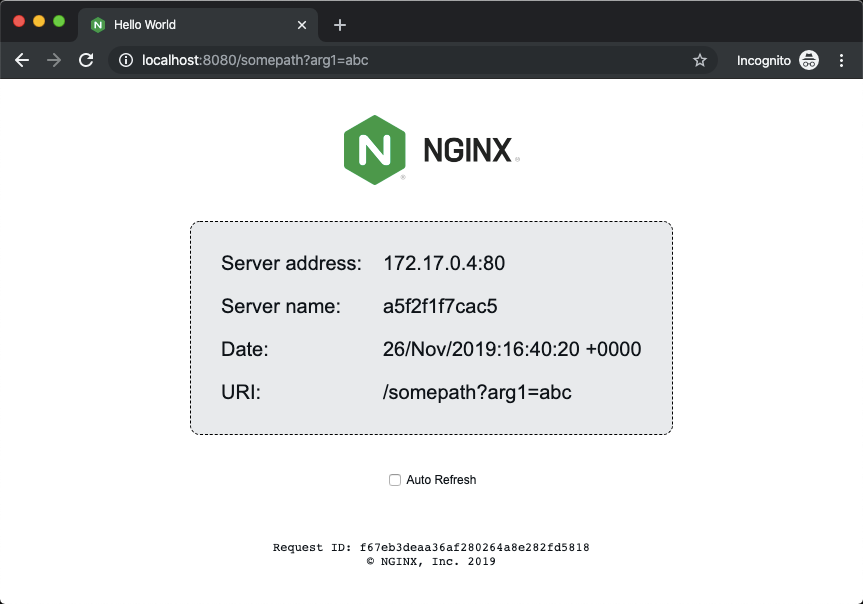 Hello World
localhost:8080/somepath?arg1=abc
Incognito
NGINX
Server address: 172.17.0.4:80
Server name: a5f2f1f7cac5
Date: 26/Nov/2019:16:40:20 +0000
URI: /somepath?arg1=abc
Auto Refresh
Request ID: f67eb3deaa36af280264a8e282fd5818
© NGINX, Inc. 2019